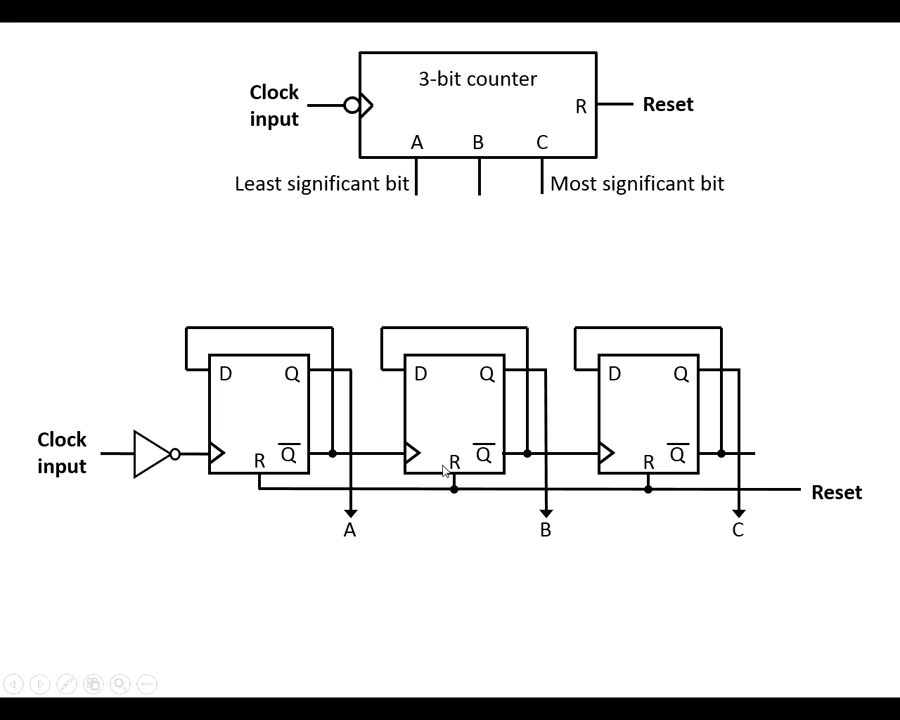 3-bit counter
Clock
input
R
Reset
A B C
Least significant bit
Most significant bit
D Q D Q D Q
Clock
input
R Q̅ R Q̅ R Q̅
Reset
A B C